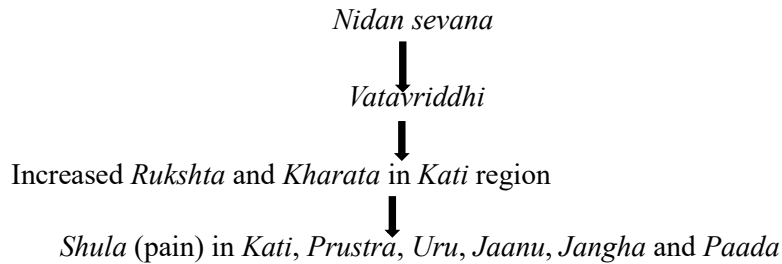 Nidan sevana
Vatavriddhi
Increased Rukshta and Kharata in Kati region
Shula (pain) in Kati, Prustra, Uru, Jaanu, Jangha and Paada